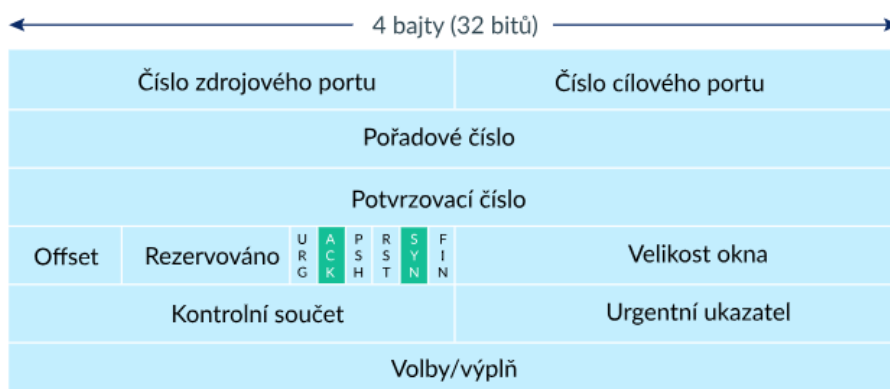 4 bajty (32 bitů)
Číslo zdrojového portu Číslo cílového portu
Pořadové číslo
Potvrzovací číslo
Offset Rezervováno URG ACK PSH RST SYN FIN Velikost okna
Kontrolní součet Urgentní ukazatel
Volby/výplň